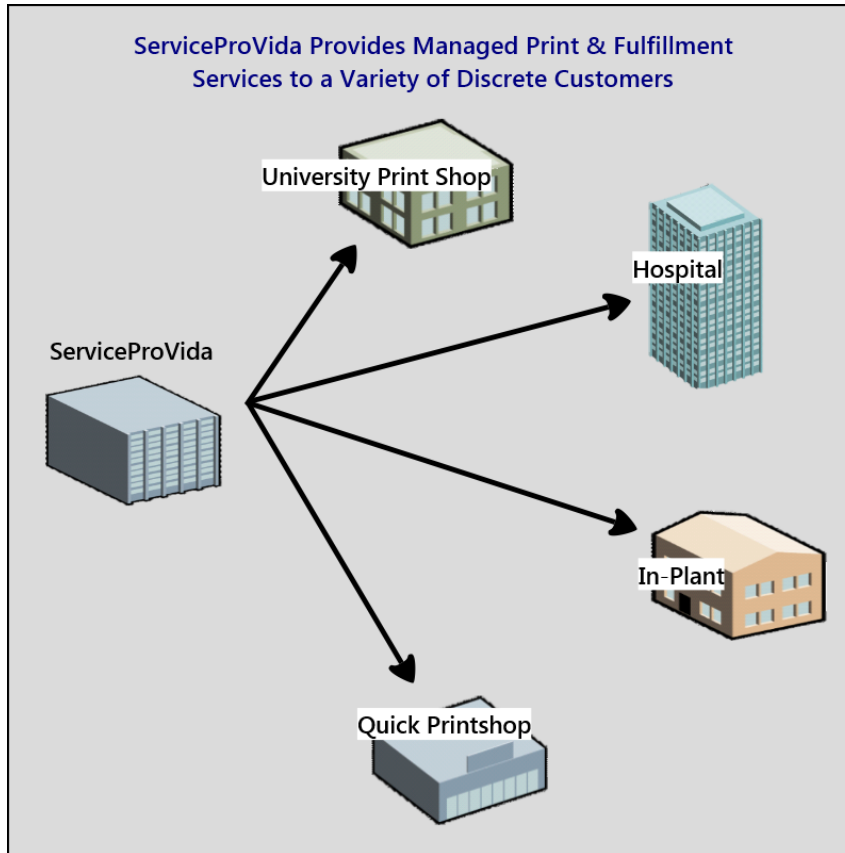 ServiceProVida Provides Managed Print & Fulfillment
Services to a Variety of Discrete Customers
University Print Shop
Hospital
ServiceProVida
In-Plant
Quick Printshop